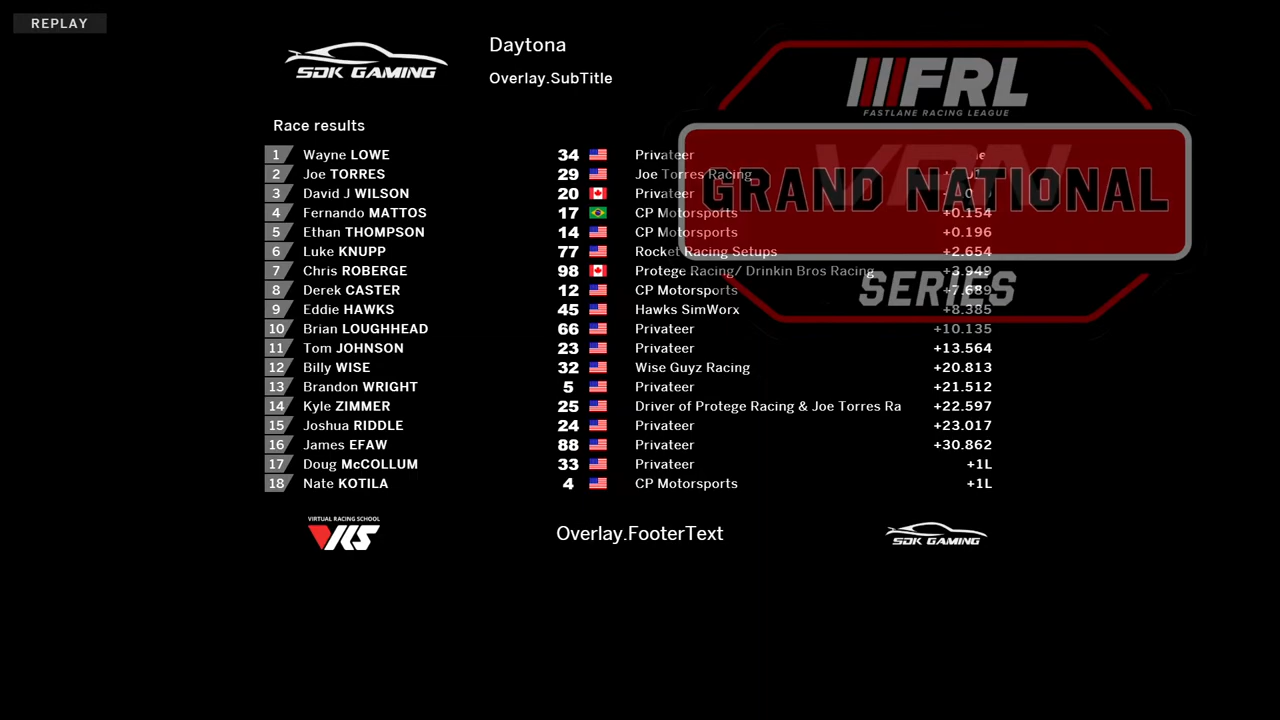 REPLAY
SDK GAMING
Daytona
Overlay.SubTitle
FRL
FASTLANE RACING LEAGUE
GRAND NATIONAL
SERIES
Race results
1 Wayne LOWE 34 Privateer
2 Joe TORRES 29 Joe Torres Racing
3 David J WILSON 20 Privateer
4 Fernando MATTOS 17 CP Motorsports +0.154
5 Ethan THOMPSON 14 CP Motorsports +0.196
6 Luke KNUPP 77 Rocket Racing Setups +2.654
7 Chris ROBERGE 98 Protege Racing/ Drinkin Bros Racing +3.949
8 Derek CASTER 12 CP Motorsports +7.689
9 Eddie HAWKS 45 Hawks SimWorx +8.385
10 Brian LOUGHHEAD 66 Privateer +10.135
11 Tom JOHNSON 23 Privateer +13.564
12 Billy WISE 32 Wise Guyz Racing +20.813
13 Brandon WRIGHT 5 Privateer +21.512
14 Kyle ZIMMER 25 Driver of Protege Racing & Joe Torres Ra +22.597
15 Joshua RIDDLE 24 Privateer +23.017
16 James EFAW 88 Privateer +30.862
17 Doug McCOLLUM 33 Privateer +1L
18 Nate KOTILA 4 CP Motorsports +1L
VIRTUAL RACING SCHOOL
VRS
Overlay.FooterText
SDK GAMING